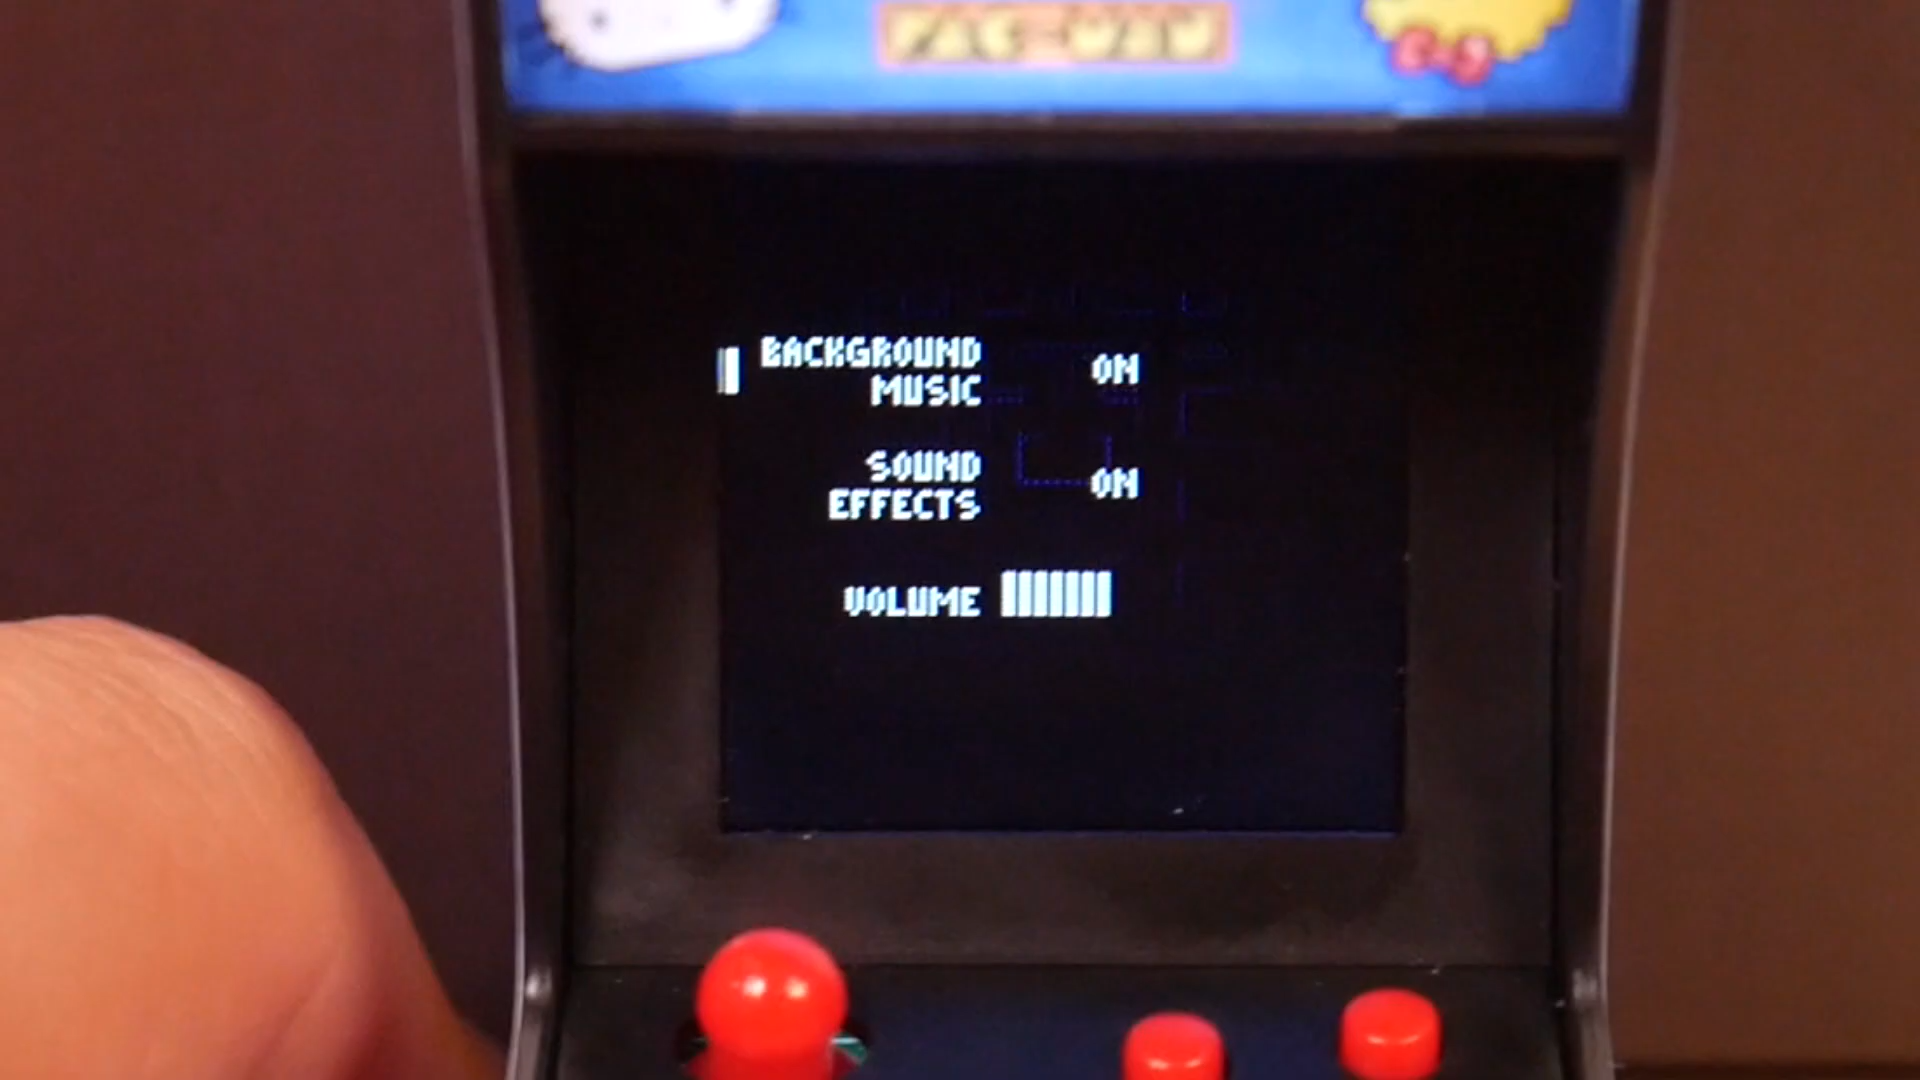 PAC-MAN
BACKGROUND
MUSIC
ON
SOUND
EFFECTS
ON
VOLUME